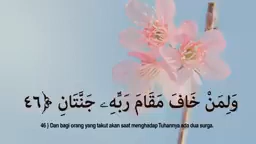 وَلِمَنْ خَافَ مَقَامَ رَبِّهِۦ جَنَّتَانِ ﴿٤٦
46 ) Dan bagi orang yang takut akan saat menghadap Tuhannya ada dua surga.